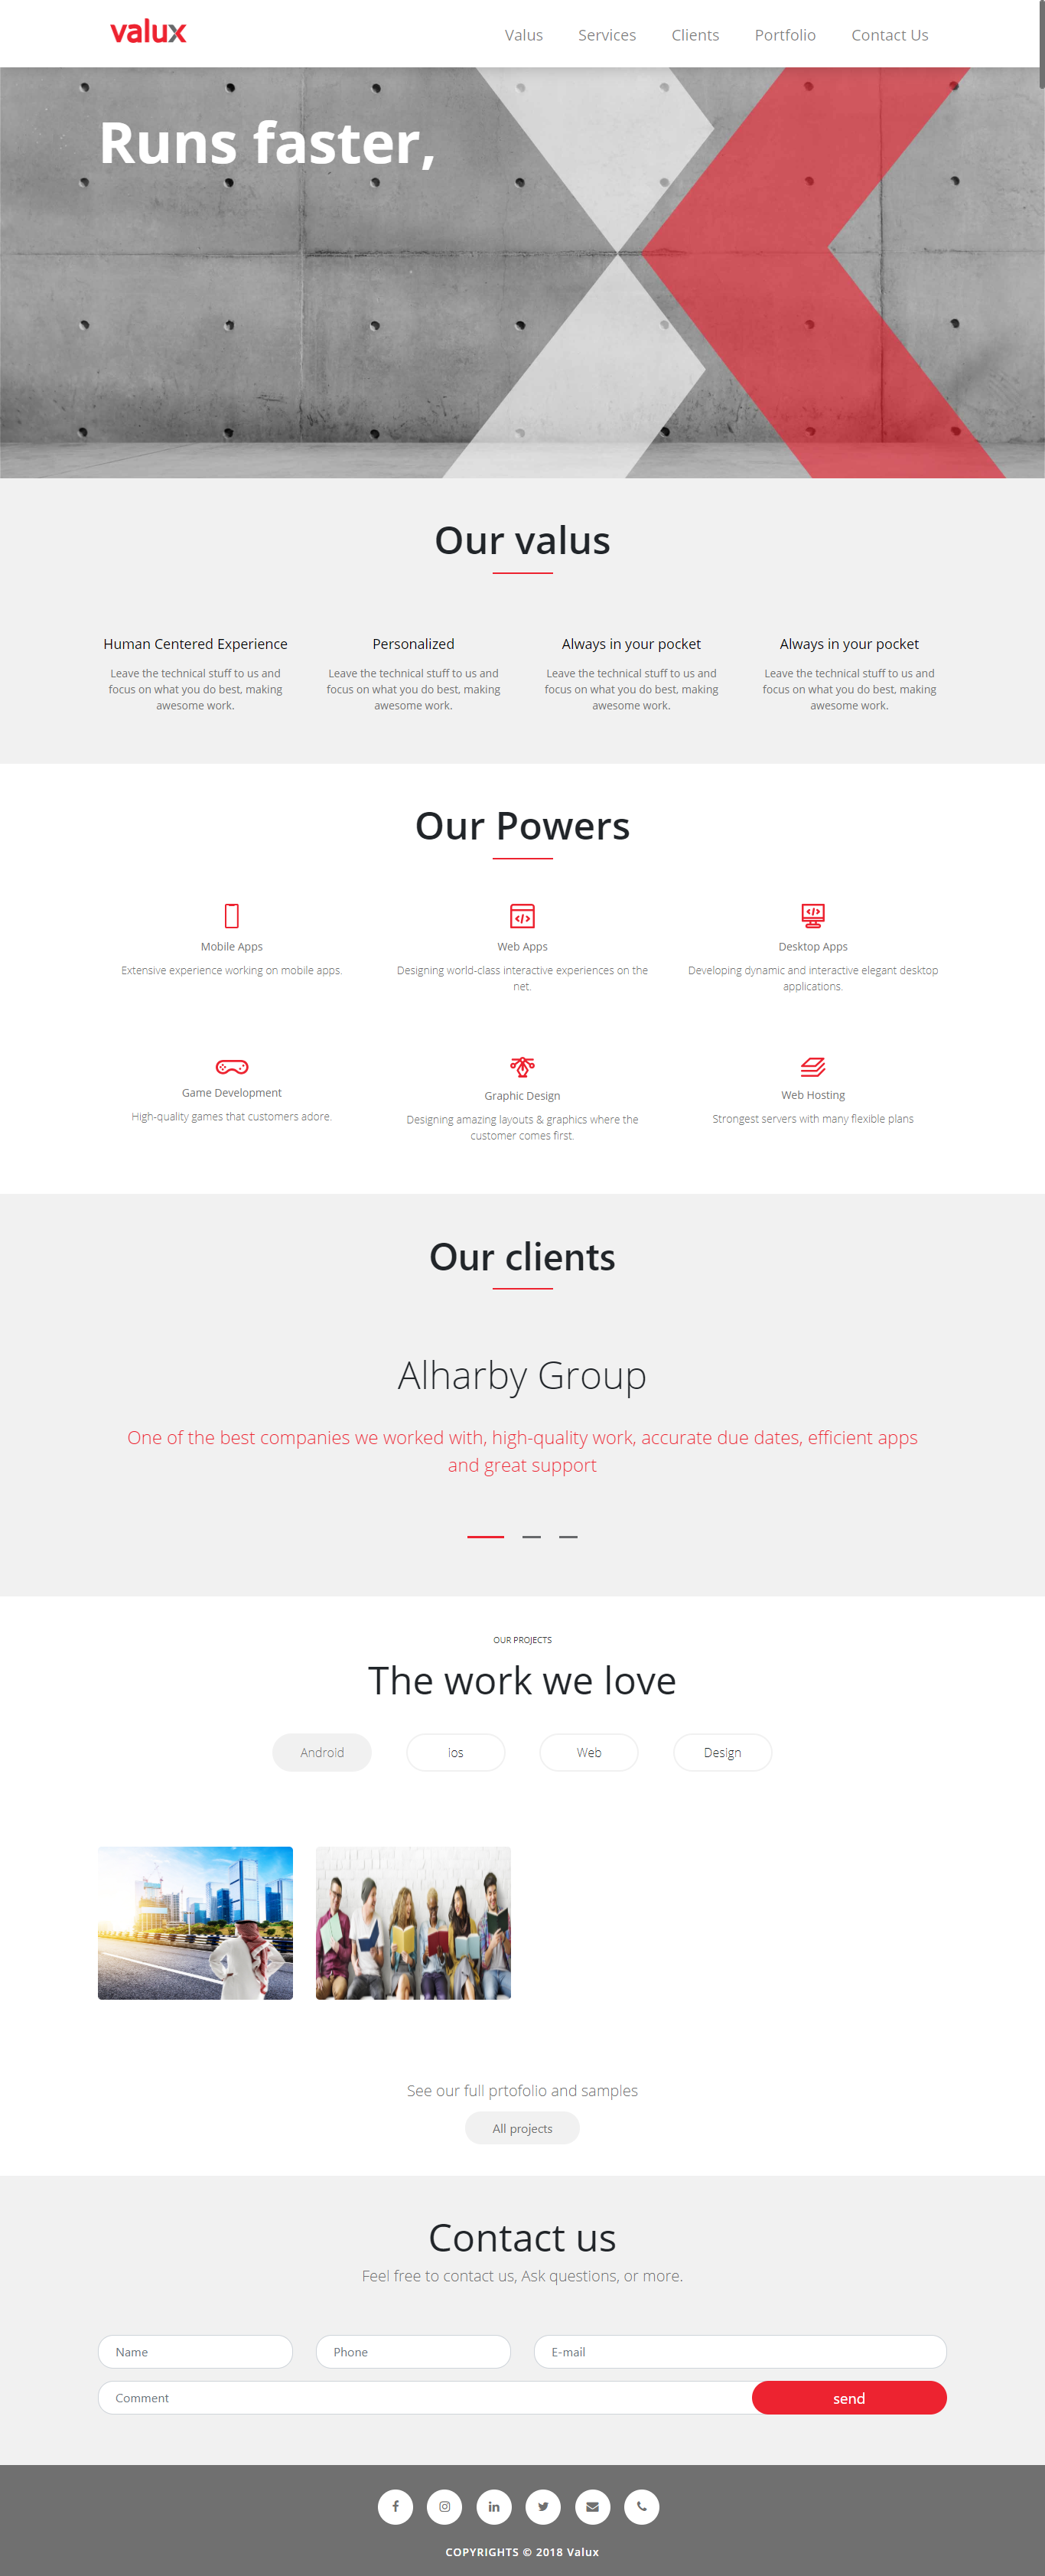 valux
Valus Services Clients Portfolio Contact Us
Runs faster,
Our valus
Human Centered Experience
Leave the technical stuff to us and
focus on what you do best, making
awesome work.
Personalized
Leave the technical stuff to us and
focus on what you do best, making
awesome work.
Always in your pocket
Leave the technical stuff to us and
focus on what you do best, making
awesome work.
Always in your pocket
Leave the technical stuff to us and
focus on what you do best, making
awesome work.
Our Powers
Mobile Apps
Extensive experience working on mobile apps.
Web Apps
Designing world-class interactive experiences on the
net.
Desktop Apps
Developing dynamic and interactive elegant desktop
applications.
Game Development
High-quality games that customers adore.
Graphic Design
Designing amazing layouts & graphics where the
customer comes first.
Web Hosting
Strongest servers with many flexible plans
Our clients
Alharby Group
One of the best companies we worked with, high-quality work, accurate due dates, efficient apps
and great support
OUR PROJECTS
The work we love
Android ios Web Design
See our full prtofolio and samples
All projects
Contact us
Feel free to contact us, Ask questions, or more.
Name Phone E-mail
Comment send
COPYRIGHTS © 2018 Valux